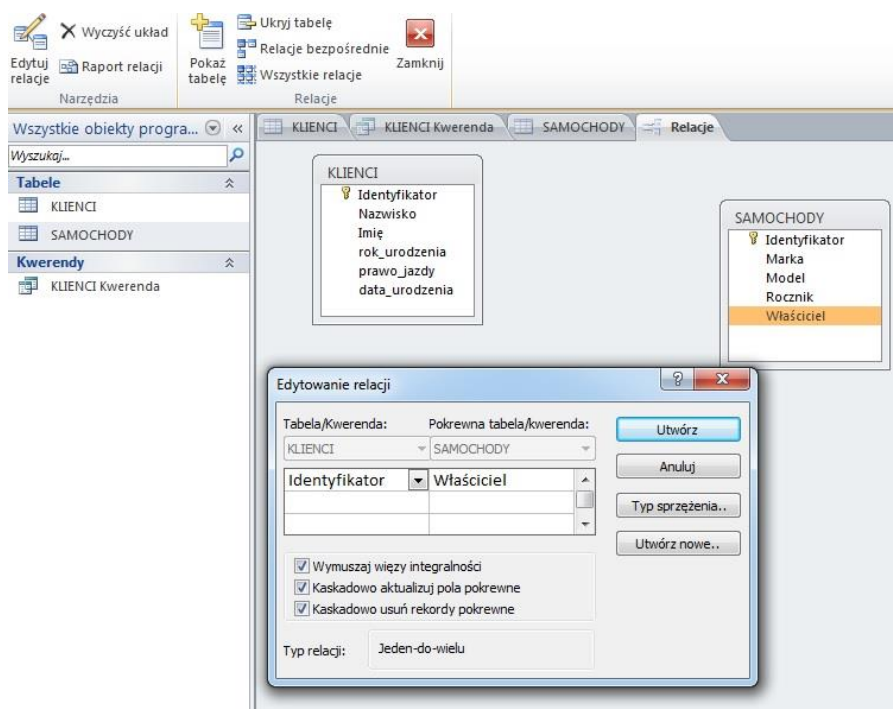 Edytuj relacje
Wyczyść układ
Raport relacji
Narzędzia
Pokaż tabelę
Ukryj tabelę
Relacje bezpośrednie
Wszystkie relacje
Zamknij
Relacje
Wszystkie obiekty progra...
Wyszukaj...
Tabele
KLIENCI
SAMOCHODY
Kwerendy
KLIENCI Kwerenda
KLIENCI
KLIENCI Kwerenda
SAMOCHODY
Relacje
KLIENCI
Identyfikator
Nazwisko
Imię
rok_urodzenia
prawo_jazdy
data_urodzenia
SAMOCHODY
Identyfikator
Marka
Model
Rocznik
Właściciel
Edytowanie relacji
Tabela/Kwerenda:
Pokrewna tabela/kwerenda:
KLIENCI
SAMOCHODY
Identyfikator
Właściciel
Wymuszaj więzy integralności
Kaskadowo aktualizuj pola pokrewne
Kaskadowo usuń rekordy pokrewne
Typ relacji:
Jeden-do-wielu
Utwórz
Anuluj
Typ sprzężenia..
Utwórz nowe..